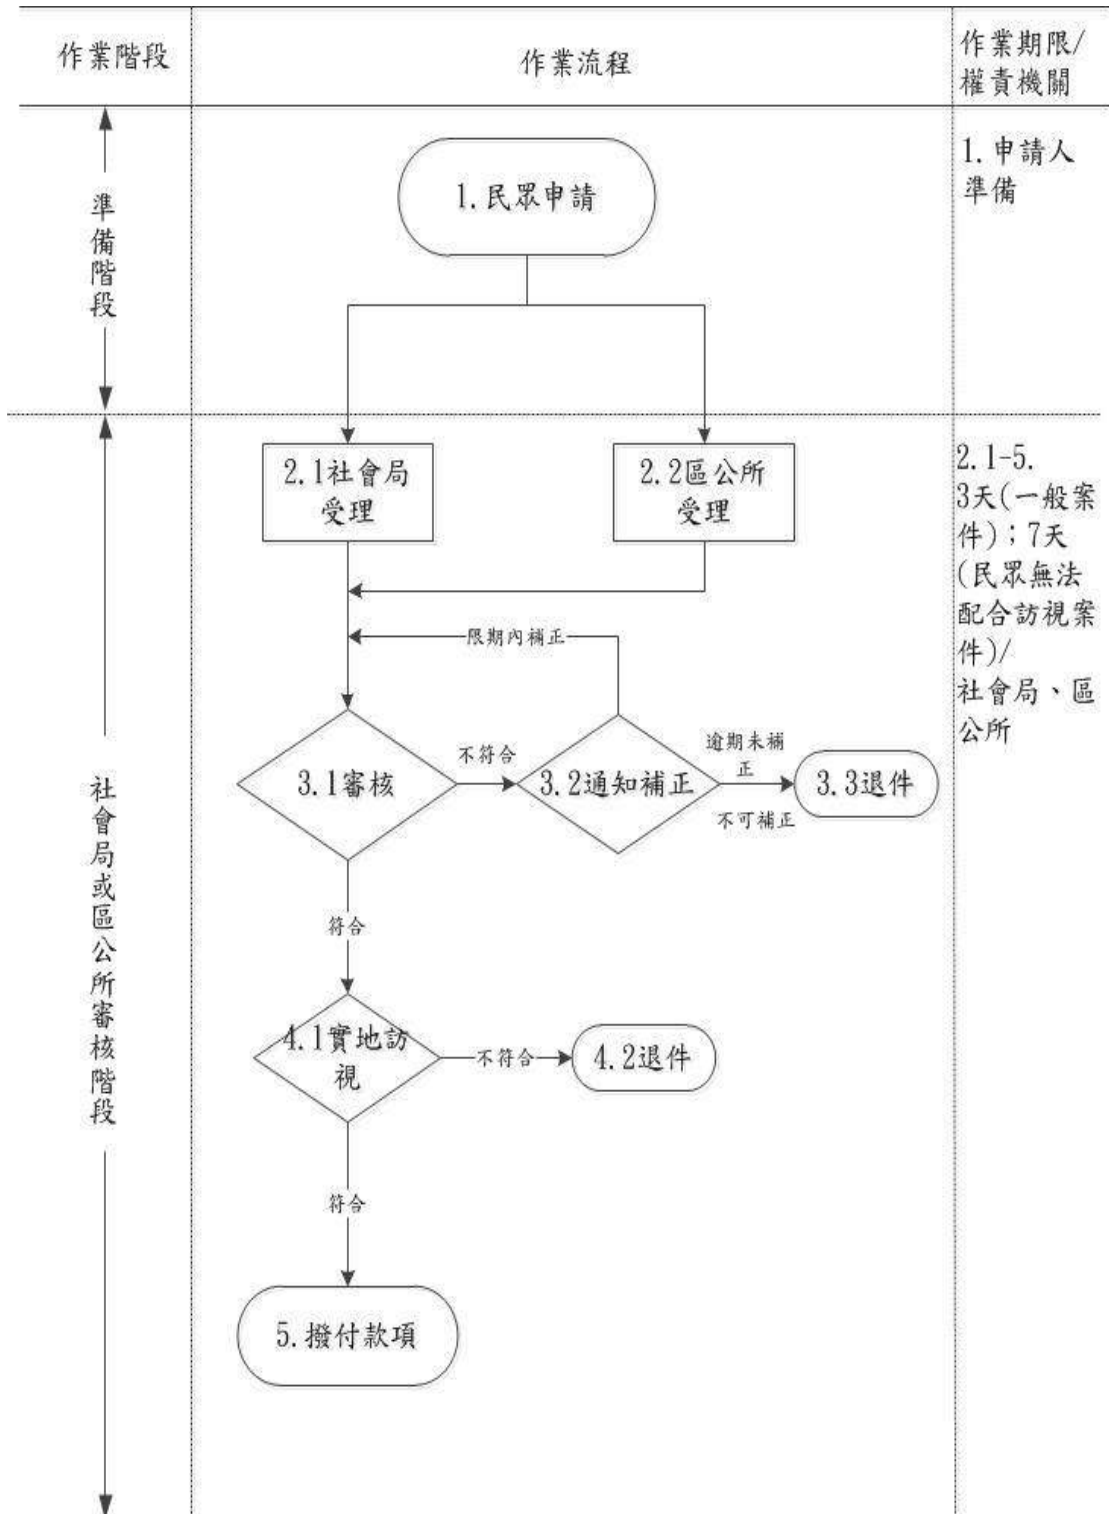 作業階段
作業流程
作業期限/
權責機關
準備階段
1.民眾申請
1.申請人
準備
2.1社會局
受理
2.2區公所
受理
2.1-5.
3天(一般案
件)；7天
(民眾無法
配合訪視案
件)/
社會局、區
公所
限期內補正
社會局或區公所審核階段
3.1審核
不符合
3.2通知補正
逾期未補
正
不可補正
3.3退件
符合
4.1實地訪
視
不符合
4.2退件
符合
5.撥付款項